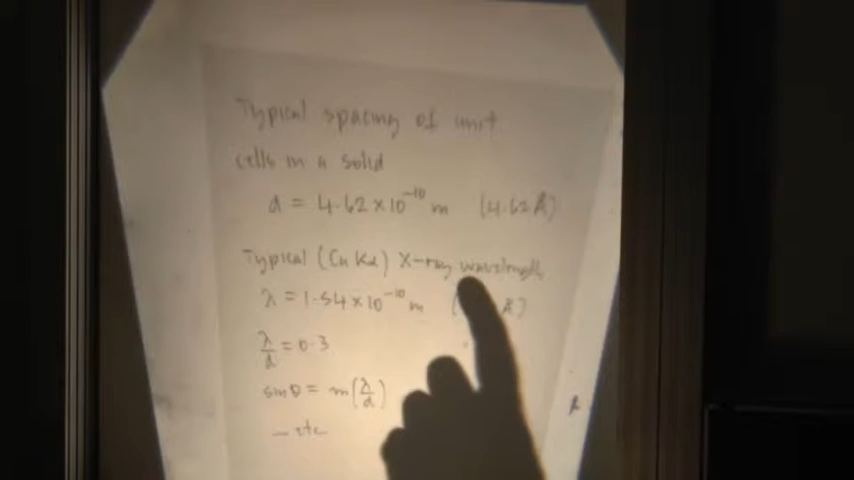 Typical spacing of unit
cells in a solid
d = 4.62 × 10⁻¹⁰ m (4.62 Å)
Typical (Cu Kα) X-ray wavelength
λ = 1.54 × 10⁻¹⁰ m ( Å)
λ/d = 0.3
sin θ = m(λ/d)
— etc